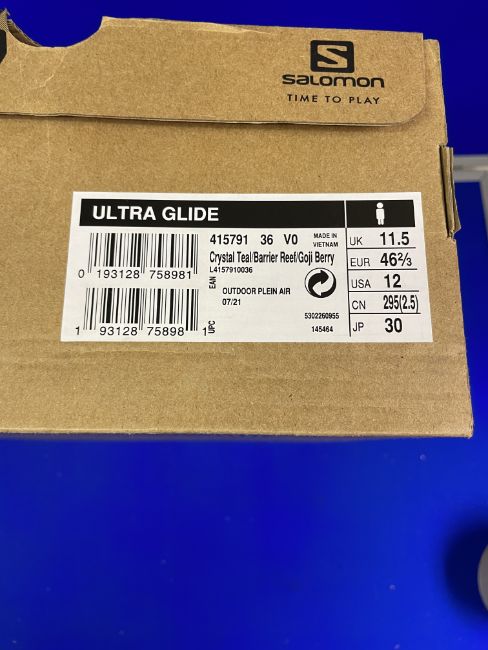 S
SALOMON
TIME TO PLAY
ULTRA GLIDE
415791 36 V0
MADE IN
VIETNAM
Crystal Teal/Barrier Reef/Goji Berry
L4157910036
0 193128 758981
EAN
OUTDOOR PLEIN AIR
07/21
5302260955
145464
1 93128 75898 1
UPC
UK 11.5
EUR 46⅔
USA 12
CN 295(2.5)
JP 30